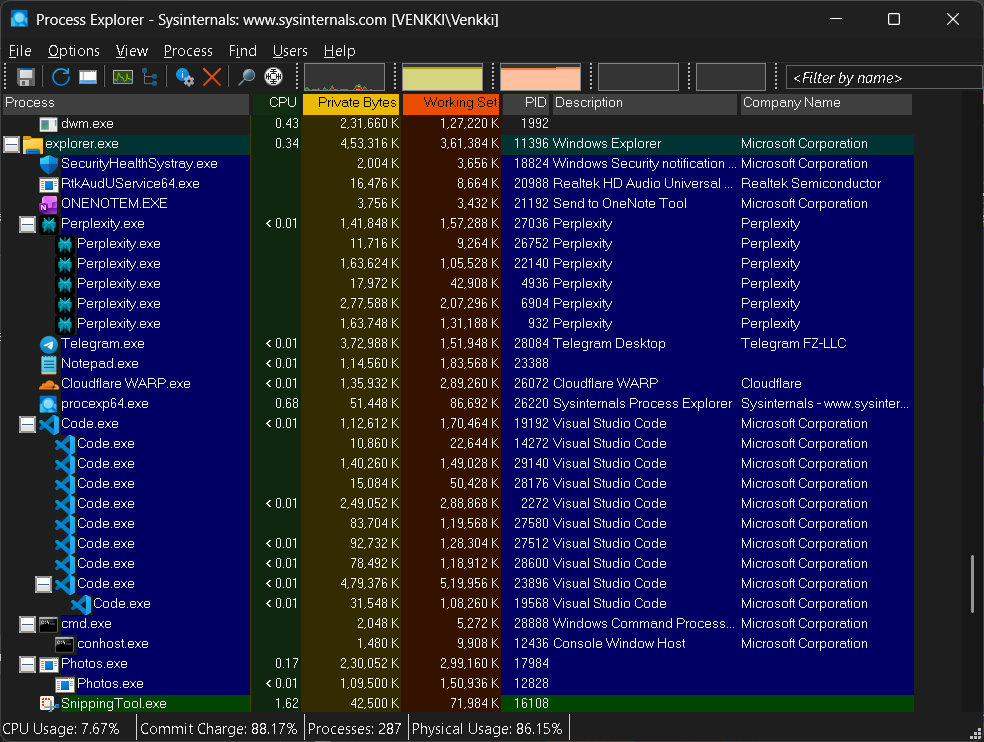 Process Explorer - Sysinternals: www.sysinternals.com [VENKKI\Venkki]
File Options View Process Find Users Help
<Filter by name>
Process CPU Private Bytes Working Set PID Description Company Name
dwm.exe 0.43 2,31,660 K 1,27,220 K 1992
explorer.exe 0.34 4,53,316 K 3,61,384 K 11396 Windows Explorer Microsoft Corporation
SecurityHealthSystray.exe 2,004 K 3,656 K 18824 Windows Security notification ... Microsoft Corporation
RtkAudUService64.exe 16,476 K 8,664 K 20988 Realtek HD Audio Universal ... Realtek Semiconductor
ONENOTEM.EXE 3,756 K 3,432 K 21192 Send to OneNote Tool Microsoft Corporation
Perplexity.exe < 0.01 1,41,848 K 1,57,288 K 27036 Perplexity Perplexity
Perplexity.exe 11,716 K 9,264 K 26752 Perplexity Perplexity
Perplexity.exe 1,63,624 K 1,05,528 K 22140 Perplexity Perplexity
Perplexity.exe 17,972 K 42,908 K 4936 Perplexity Perplexity
Perplexity.exe 2,77,588 K 2,07,296 K 6904 Perplexity Perplexity
Perplexity.exe 1,63,748 K 1,31,188 K 932 Perplexity Perplexity
Telegram.exe < 0.01 3,72,988 K 1,51,948 K 28084 Telegram Desktop Telegram FZ-LLC
Notepad.exe < 0.01 1,14,560 K 1,83,568 K 23388
Cloudflare WARP.exe < 0.01 1,35,932 K 2,89,260 K 26072 Cloudflare WARP Cloudflare
procexp64.exe 0.68 51,448 K 86,692 K 26220 Sysinternals Process Explorer Sysinternals - www.sysinter...
Code.exe < 0.01 1,12,612 K 1,70,464 K 19192 Visual Studio Code Microsoft Corporation
Code.exe 10,860 K 22,644 K 14272 Visual Studio Code Microsoft Corporation
Code.exe 1,40,260 K 1,49,028 K 29140 Visual Studio Code Microsoft Corporation
Code.exe 15,084 K 50,428 K 28176 Visual Studio Code Microsoft Corporation
Code.exe < 0.01 2,49,052 K 2,88,868 K 2272 Visual Studio Code Microsoft Corporation
Code.exe 83,704 K 1,19,568 K 27580 Visual Studio Code Microsoft Corporation
Code.exe < 0.01 92,732 K 1,28,304 K 27512 Visual Studio Code Microsoft Corporation
Code.exe < 0.01 78,492 K 1,18,912 K 28600 Visual Studio Code Microsoft Corporation
Code.exe < 0.01 4,79,376 K 5,19,956 K 23896 Visual Studio Code Microsoft Corporation
Code.exe < 0.01 31,548 K 1,08,260 K 19568 Visual Studio Code Microsoft Corporation
cmd.exe 2,048 K 5,272 K 28888 Windows Command Process... Microsoft Corporation
conhost.exe 1,480 K 9,908 K 12436 Console Window Host Microsoft Corporation
Photos.exe 0.17 2,30,052 K 2,99,160 K 17984
Photos.exe < 0.01 1,09,500 K 1,50,936 K 12828
SnippingTool.exe 1.62 42,500 K 71,984 K 16108
CPU Usage: 7.67% Commit Charge: 88.17% Processes: 287 Physical Usage: 86.15%